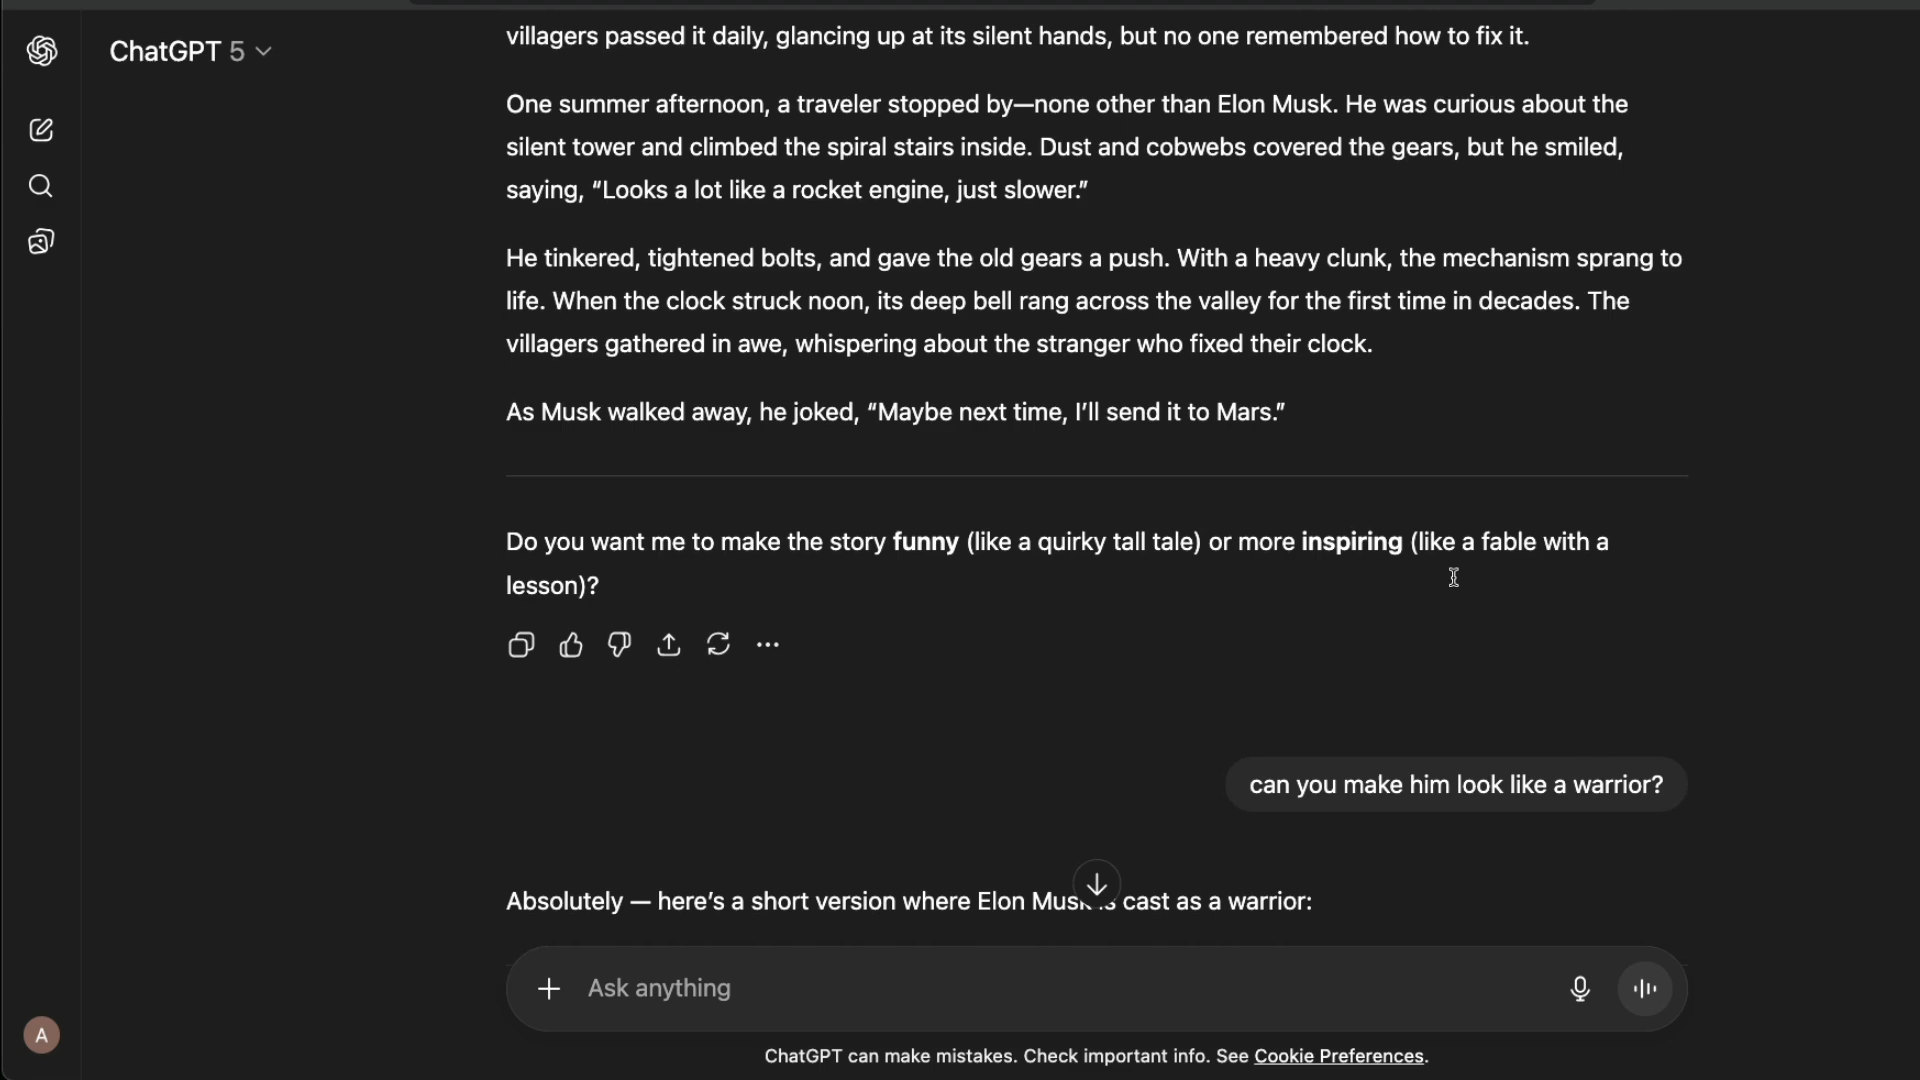 ChatGPT 5
villagers passed it daily, glancing up at its silent hands, but no one remembered how to fix it.
One summer afternoon, a traveler stopped by—none other than Elon Musk. He was curious about the
silent tower and climbed the spiral stairs inside. Dust and cobwebs covered the gears, but he smiled,
saying, “Looks a lot like a rocket engine, just slower.”
He tinkered, tightened bolts, and gave the old gears a push. With a heavy clunk, the mechanism sprang to
life. When the clock struck noon, its deep bell rang across the valley for the first time in decades. The
villagers gathered in awe, whispering about the stranger who fixed their clock.
As Musk walked away, he joked, “Maybe next time, I’ll send it to Mars.”
Do you want me to make the story funny (like a quirky tall tale) or more inspiring (like a fable with a
lesson)?
can you make him look like a warrior?
Absolutely — here’s a short version where Elon Musk is cast as a warrior:
Ask anything
A
ChatGPT can make mistakes. Check important info. See Cookie Preferences.